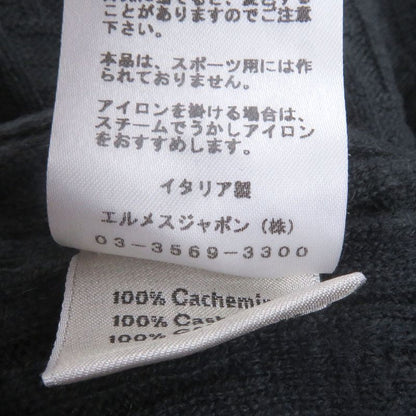 とがありますのでご注意
下さい。
本品は、スポーツ用には作
られておりません。
アイロンを掛ける場合は、
スチームでうかしアイロン
をおすすめします。
イタリア製
エルメスジャポン(株)
03-3569-3300
100%
100%
100%